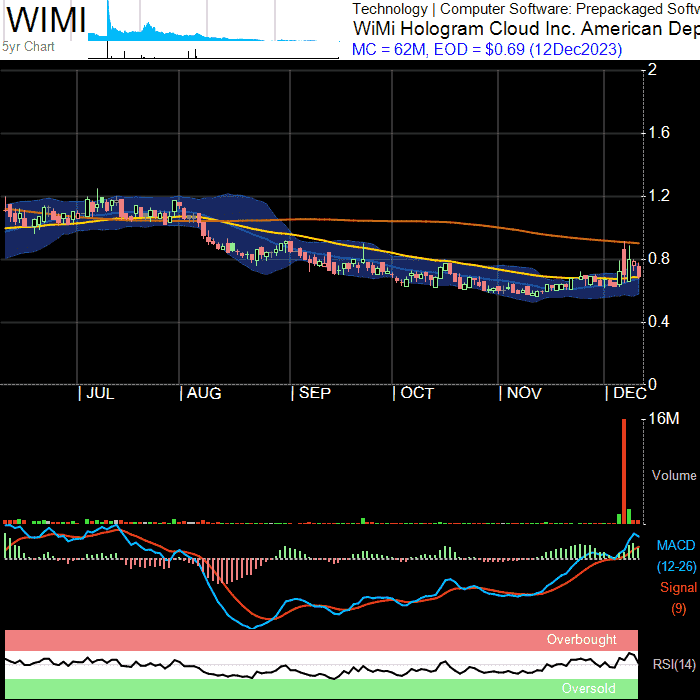 WIMI
5yr Chart
Technology | Computer Software: Prepackaged Softw
WiMi Hologram Cloud Inc. American Dep
MC = 62M, EOD = $0.69 (12Dec2023)
2
1.6
1.2
0.8
0.4
0
| JUL | AUG | SEP | OCT | NOV | DEC
16M
Volume
MACD
(12-26)
Signal
(9)
Overbought
RSI(14)
Oversold